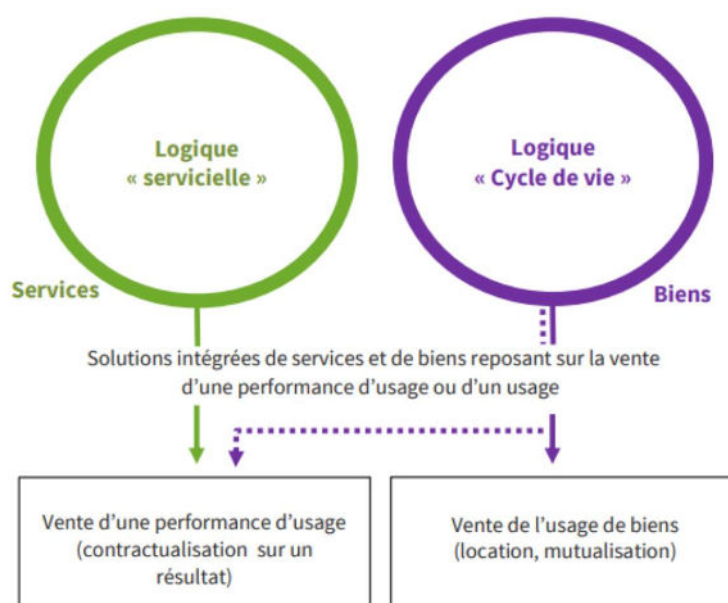 Logique
« servicielle »
Logique
« Cycle de vie »
Services
Biens
Solutions intégrées de services et de biens reposant sur la vente
d’une performance d’usage ou d’un usage
Vente d’une performance d’usage
(contractualisation sur un
résultat)
Vente de l’usage de biens
(location, mutualisation)